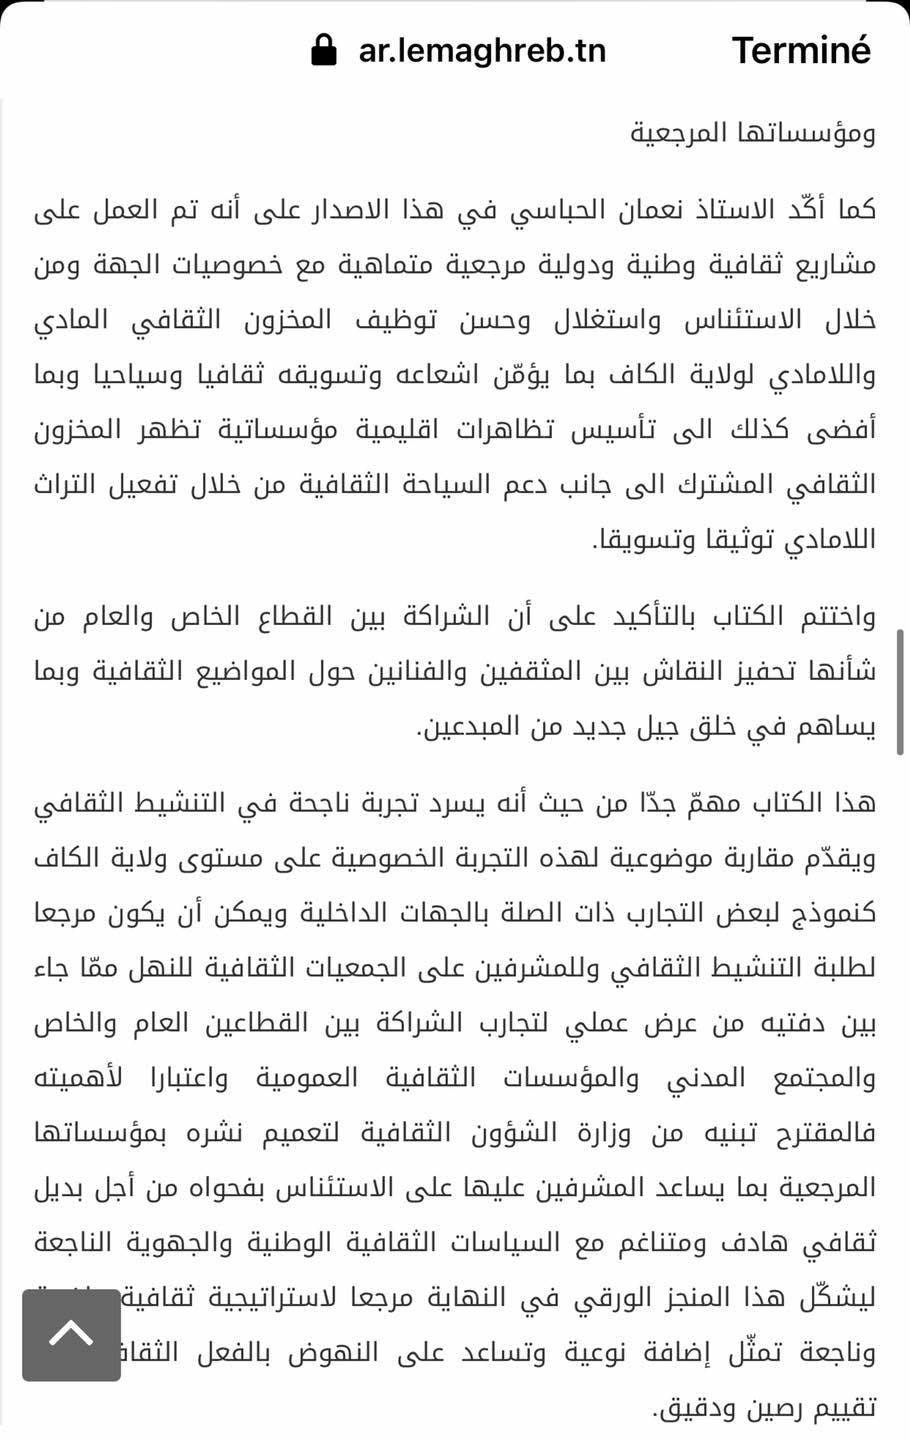 ar.lemaghreb.tn
Terminé
ومؤسساتها المرجعية
كما أكّد الاستاذ نعمان الحباسي في هذا الاصدار على أنه تم العمل على
مشاريع ثقافية وطنية ودولية مرجعية متماهية مع خصوصيات الجهة ومن
خلال الاستئناس واستغلال وحسن توظيف المخزون الثقافي المادي
واللامادي لولاية الكاف بما يؤمّن اشعاعه وتسويقه ثقافيا وسياحيا وبما
أفضى كذلك الى تأسيس تظاهرات اقليمية مؤسساتية تظهر المخزون
الثقافي المشترك الى جانب دعم السياحة الثقافية من خلال تفعيل التراث
اللامادي توثيقا وتسويقا.
واختتم الكتاب بالتأكيد على أن الشراكة بين القطاع الخاص والعام من
شأنها تحفيز النقاش بين المثقفين والفنانين حول المواضيع الثقافية وبما
يساهم في خلق جيل جديد من المبدعين.
هذا الكتاب مهمّ جدّا من حيث أنه يسرد تجربة ناجحة في التنشيط الثقافي
ويقدّم مقاربة موضوعية لهذه التجربة الخصوصية على مستوى ولاية الكاف
كنموذج لبعض التجارب ذات الصلة بالجهات الداخلية ويمكن أن يكون مرجعا
لطلبة التنشيط الثقافي وللمشرفين على الجمعيات الثقافية للنهل ممّا جاء
بين دفتيه من عرض عملي لتجارب الشراكة بين القطاعين العام والخاص
والمجتمع المدني والمؤسسات الثقافية العمومية واعتبارا لأهميته
فالمقترح تبنيه من وزارة الشؤون الثقافية لتعميم نشره بمؤسساتها
المرجعية بما يساعد المشرفين عليها على الاستئناس بفحواه من أجل بديل
ثقافي هادف ومتناغم مع السياسات الثقافية الوطنية والجهوية الناجعة
ليشكّل هذا المنجز الورقي في النهاية مرجعا لاستراتيجية ثقافية
وناجعة تمثّل إضافة نوعية وتساعد على النهوض بالفعل
تقييم رصين ودقيق.